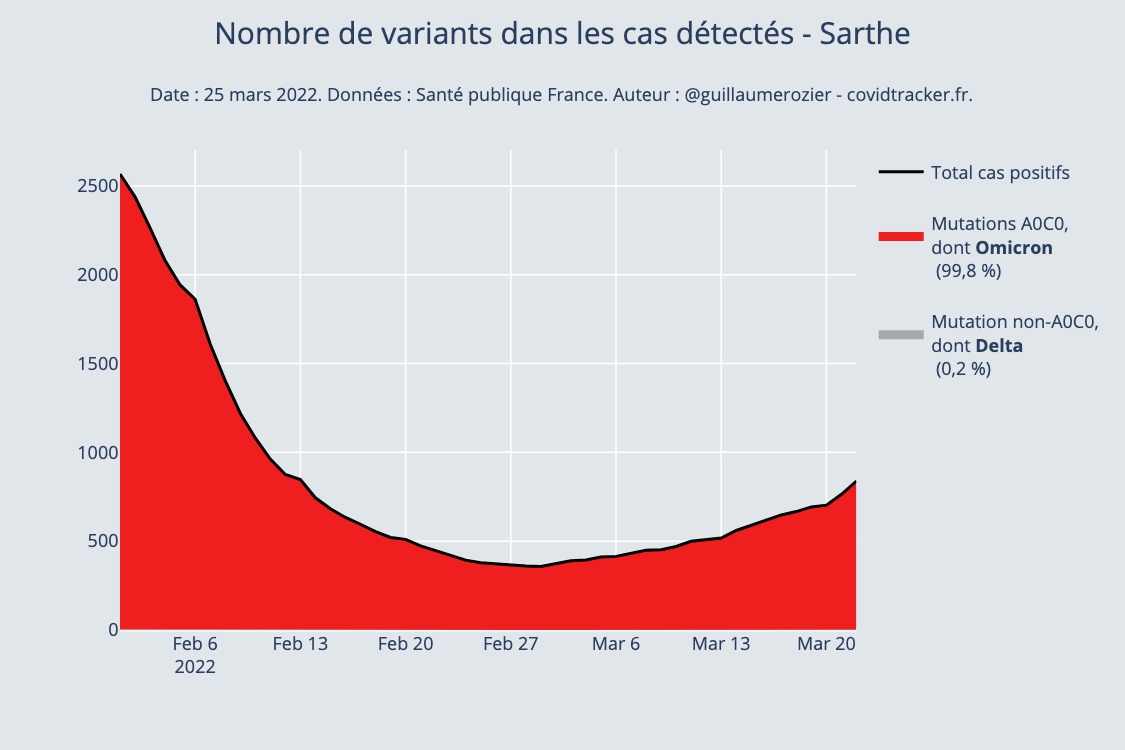 Nombre de variants dans les cas détectés - Sarthe
Date : 25 mars 2022. Données : Santé publique France. Auteur : @guillaumerozier - covidtracker.fr.
2500
2000
1500
1000
500
0
Feb 6
2022
Feb 13
Feb 20
Feb 27
Mar 6
Mar 13
Mar 20
Total cas positifs
Mutations A0C0,
dont Omicron
(99,8 %)
Mutation non-A0C0,
dont Delta
(0,2 %)